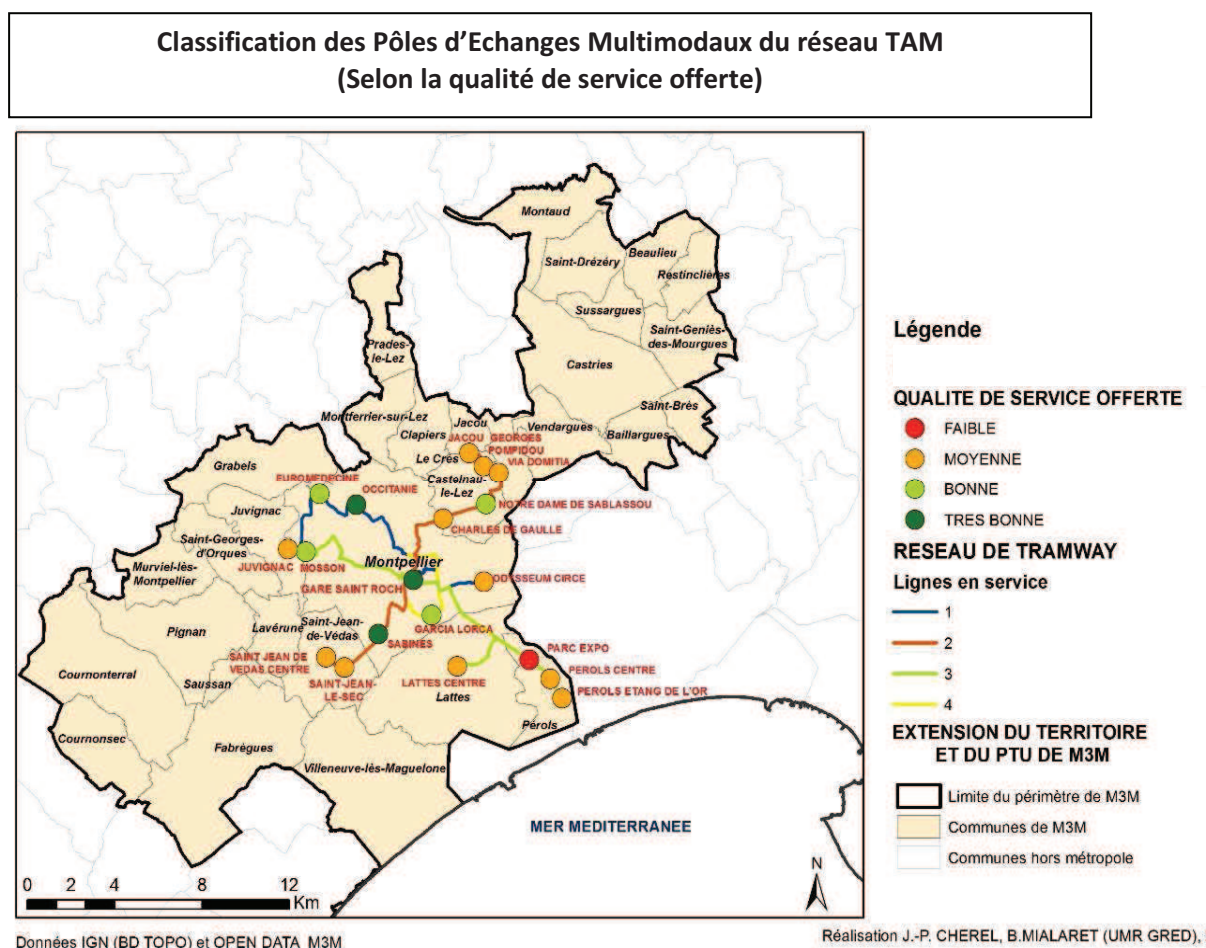 Classification des Pôles d'Echanges Multimodaux du réseau TAM
(Selon la qualité de service offerte)
Montaud
Beaulieu
Saint-Drézéry
Restinclières
Sussargues
Saint-Geniès-
des-Mourgues
Prades-
le-Lez
Castries
Saint-Brès
Montferrier-sur-Lez
Jacou
Vendargues
Baillargues
Clapiers
JACOU
GEORGES
POMPIDOU
Le Crès
VIA DOMITIA
Grabels
EUROMEDECINE
OCCITANIE
Castelnau-
le-Lez
NOTRE DAME DE SABLASSOU
Juvignac
CHARLES DE GAULLE
Saint-Georges-
d'Orques
Murviel-lès-
Montpellier
JUVIGNAC
MOSSON
Montpellier
ODYSSEUM CIRCE
GARE SAINT ROCH
Pignan
Lavérune
Saint-Jean-
de-Védas
GARCIA LORCA
SABINES
PARC EXPO
SAINT JEAN DE
VEDAS CENTRE
PEROLS CENTRE
Cournonterral
Saussan
SAINT-JEAN-
LE-SEC
LATTES CENTRE
PEROLS ETANG DE L'OR
Lattes
Pérols
Cournonsec
Fabrègues
Villeneuve-lès-Maguelone
MER MEDITERRANEE
0 2 4 8 12
Km
N
Légende
QUALITE DE SERVICE OFFERTE
FAIBLE
MOYENNE
BONNE
TRES BONNE
RESEAU DE TRAMWAY
Lignes en service
1
2
3
4
EXTENSION DU TERRITOIRE
ET DU PTU DE M3M
Limite du périmètre de M3M
Communes de M3M
Communes hors métropole
Données IGN (BD TOPO) et OPEN DATA M3M
Réalisation J.-P. CHEREL, B.MIALARET (UMR GRED),